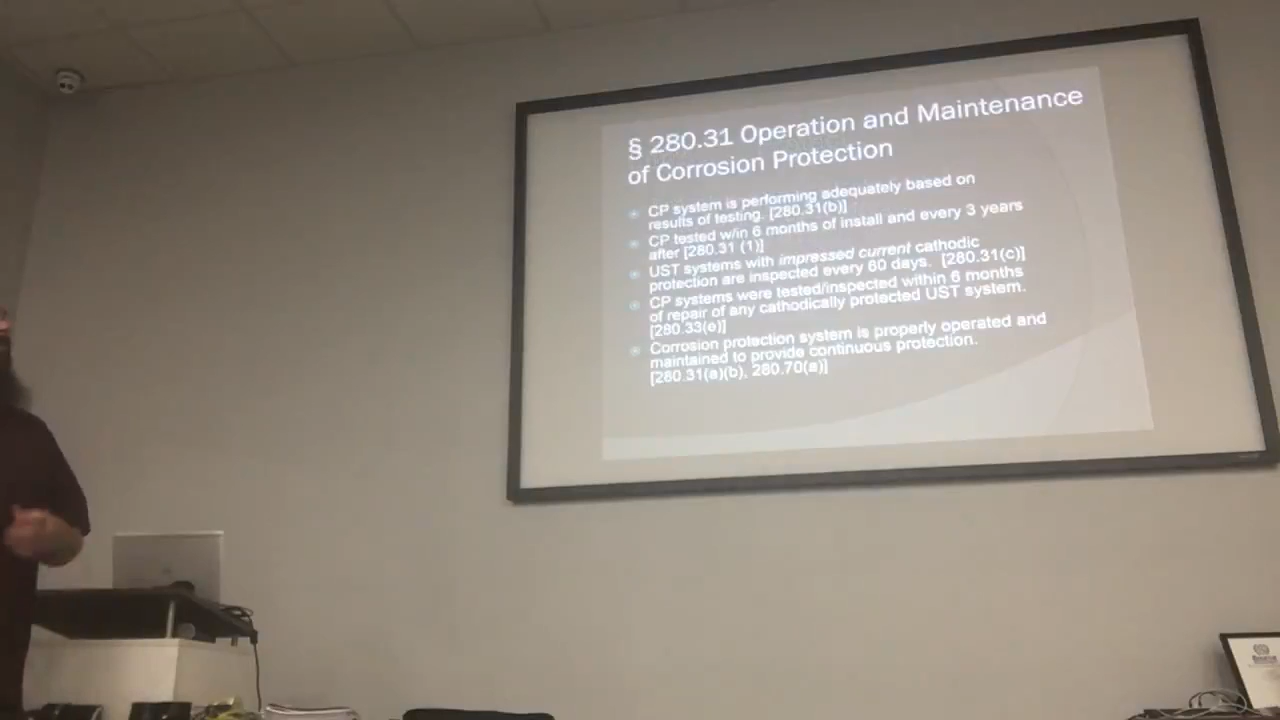 § 280.31 Operation and Maintenance
of Corrosion Protection
CP system is performing adequately based on
results of testing. [280.31(b)]
CP tested w/in 6 months of install and every 3 years
after [280.31 (1)]
UST systems with impressed current cathodic
protection are inspected every 60 days. [280.31(c)]
CP systems were tested/inspected within 6 months
of repair of any cathodically protected UST system.
[280.33(e)]
Corrosion protection system is properly operated and
maintained to provide continuous protection.
[280.31(a)(b), 280.70(a)]